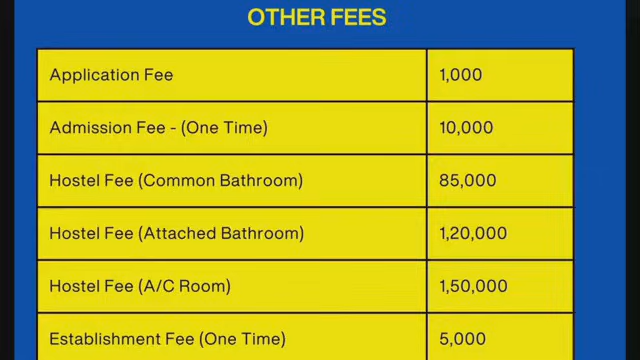 OTHER FEES
Application Fee 1,000
Admission Fee - (One Time) 10,000
Hostel Fee (Common Bathroom) 85,000
Hostel Fee (Attached Bathroom) 1,20,000
Hostel Fee (A/C Room) 1,50,000
Establishment Fee (One Time) 5,000